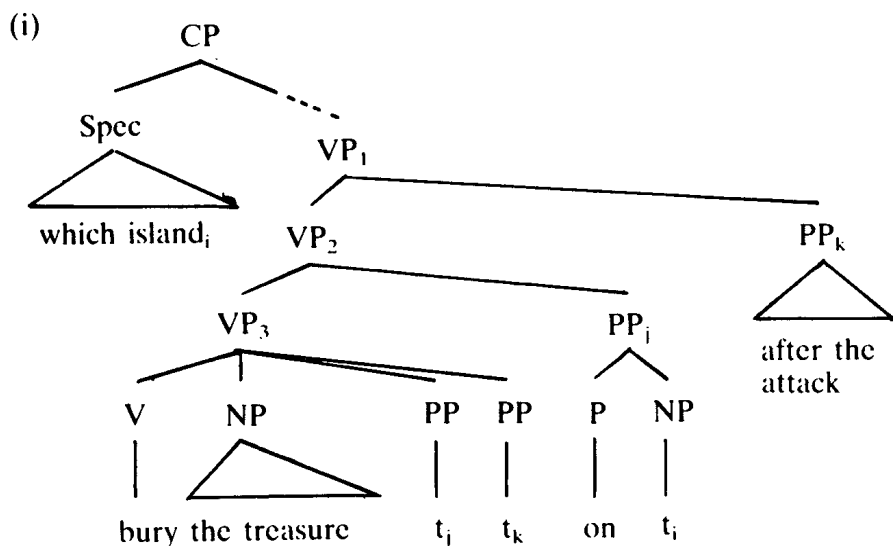 (i)
CP
Spec
VP₁
which islandᵢ
VP₂
PPₖ
VP₃
PPⱼ
after the
attack
V NP PP PP P NP
bury the treasure tⱼ tₖ on tᵢ